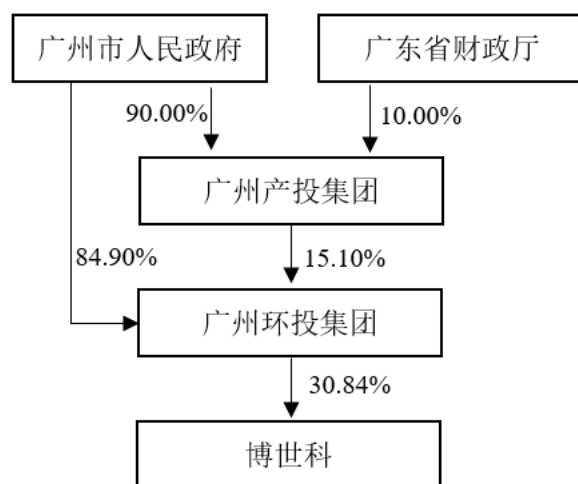 广州市人民政府
广东省财政厅
90.00%
10.00%
广州产投集团
84.90%
15.10%
广州环投集团
30.84%
博世科